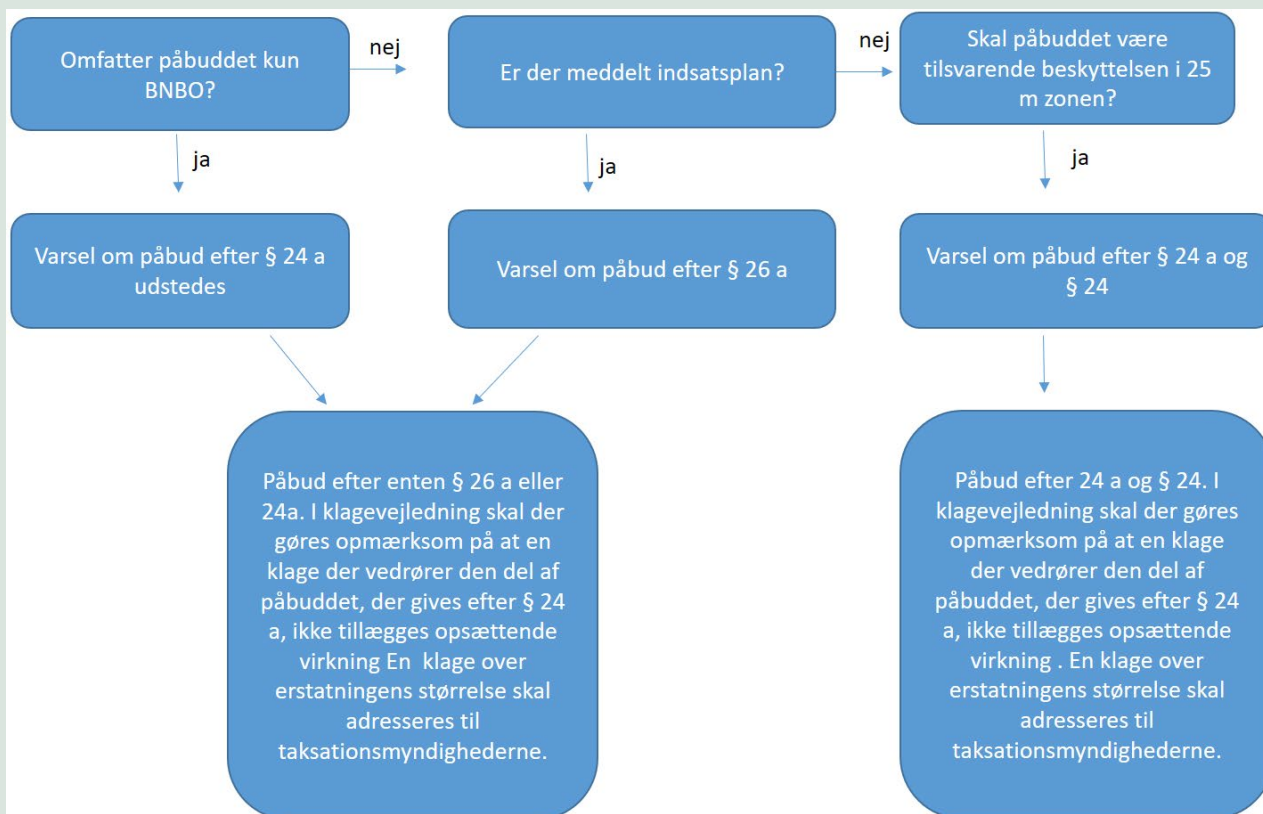 Omfatter påbuddet kun
BNBO?
nej
Er der meddelt indsatsplan?
nej
Skal påbuddet være
tilsvarende beskyttelsen i 25
m zonen?
ja
ja
ja
Varsel om påbud efter § 24 a
udstedes
Varsel om påbud efter § 26 a
Varsel om påbud efter § 24 a og
§ 24
Påbud efter enten § 26 a eller
24a. I klagevejledning skal der
gøres opmærksom på at en
klage der vedrører den del af
påbuddet, der gives efter § 24
a, ikke tillægges opsættende
virkning En  klage over
erstatningens størrelse skal
adresseres til
taksationsmyndighederne.
Påbud efter 24 a og § 24. I
klagevejledning skal der gøres
opmærksom på at en klage
der vedrører den del af
påbuddet, der gives efter § 24
a, ikke tillægges opsættende
virkning . En klage over
erstatningens størrelse skal
adresseres til
taksationsmyndighederne.